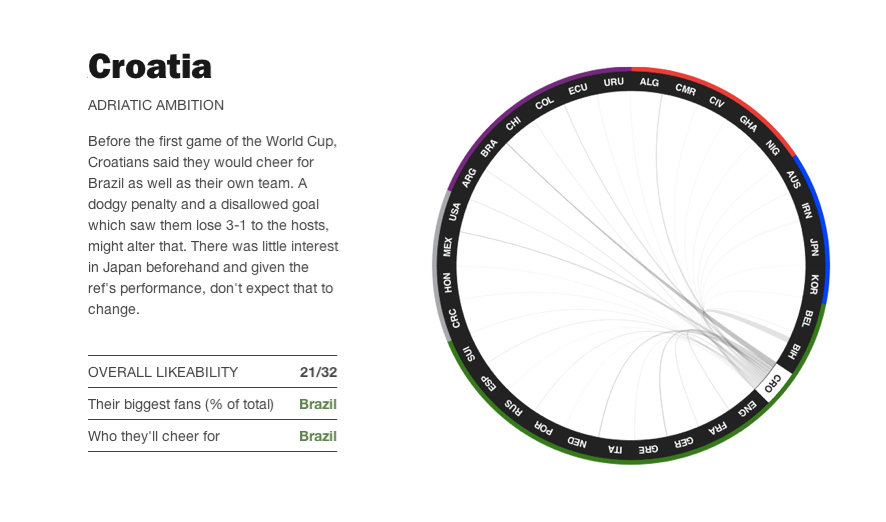 Croatia
ADRIATIC AMBITION
Before the first game of the World Cup,
Croatians said they would cheer for
Brazil as well as their own team. A
dodgy penalty and a disallowed goal
which saw them lose 3-1 to the hosts,
might alter that. There was little interest
in Japan beforehand and given the
ref's performance, don't expect that to
change.
OVERALL LIKEABILITY 21/32
Their biggest fans (% of total) Brazil
Who they'll cheer for Brazil
URU
ALG
CMR
CIV
GHA
NIG
AUS
IRN
JPN
KOR
BEL
BIH
CRO
ENG
FRA
GER
GRE
ITA
NED
POR
RUS
ESP
SUI
CRC
HON
MEX
USA
ARG
BRA
CHI
COL
ECU